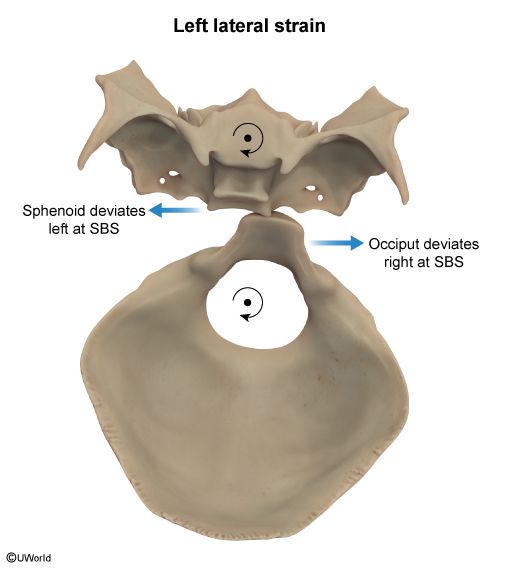 Left lateral strain
Sphenoid deviates
left at SBS
Occiput deviates
right at SBS
©UWorld